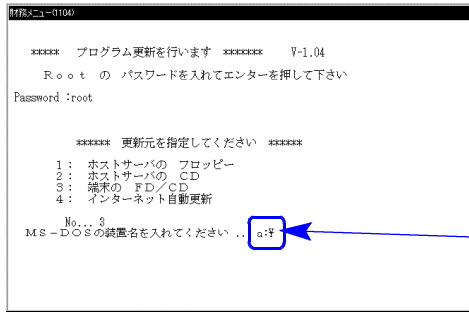 財務メニュー(1104)
***** プログラム更新を行います ******* V-1.04
Ｒｏｏｔ の パスワードを入れてエンターを押して下さい
Password :root
****** 更新元を指定してください ******
１： ホストサーバの フロッピー
２： ホストサーバの ＣＤ
３： 端末の ＦＤ／ＣＤ
４： インターネット自動更新
No... 3
ＭＳ－ＤＯＳの装置名を入れてください .. a:¥